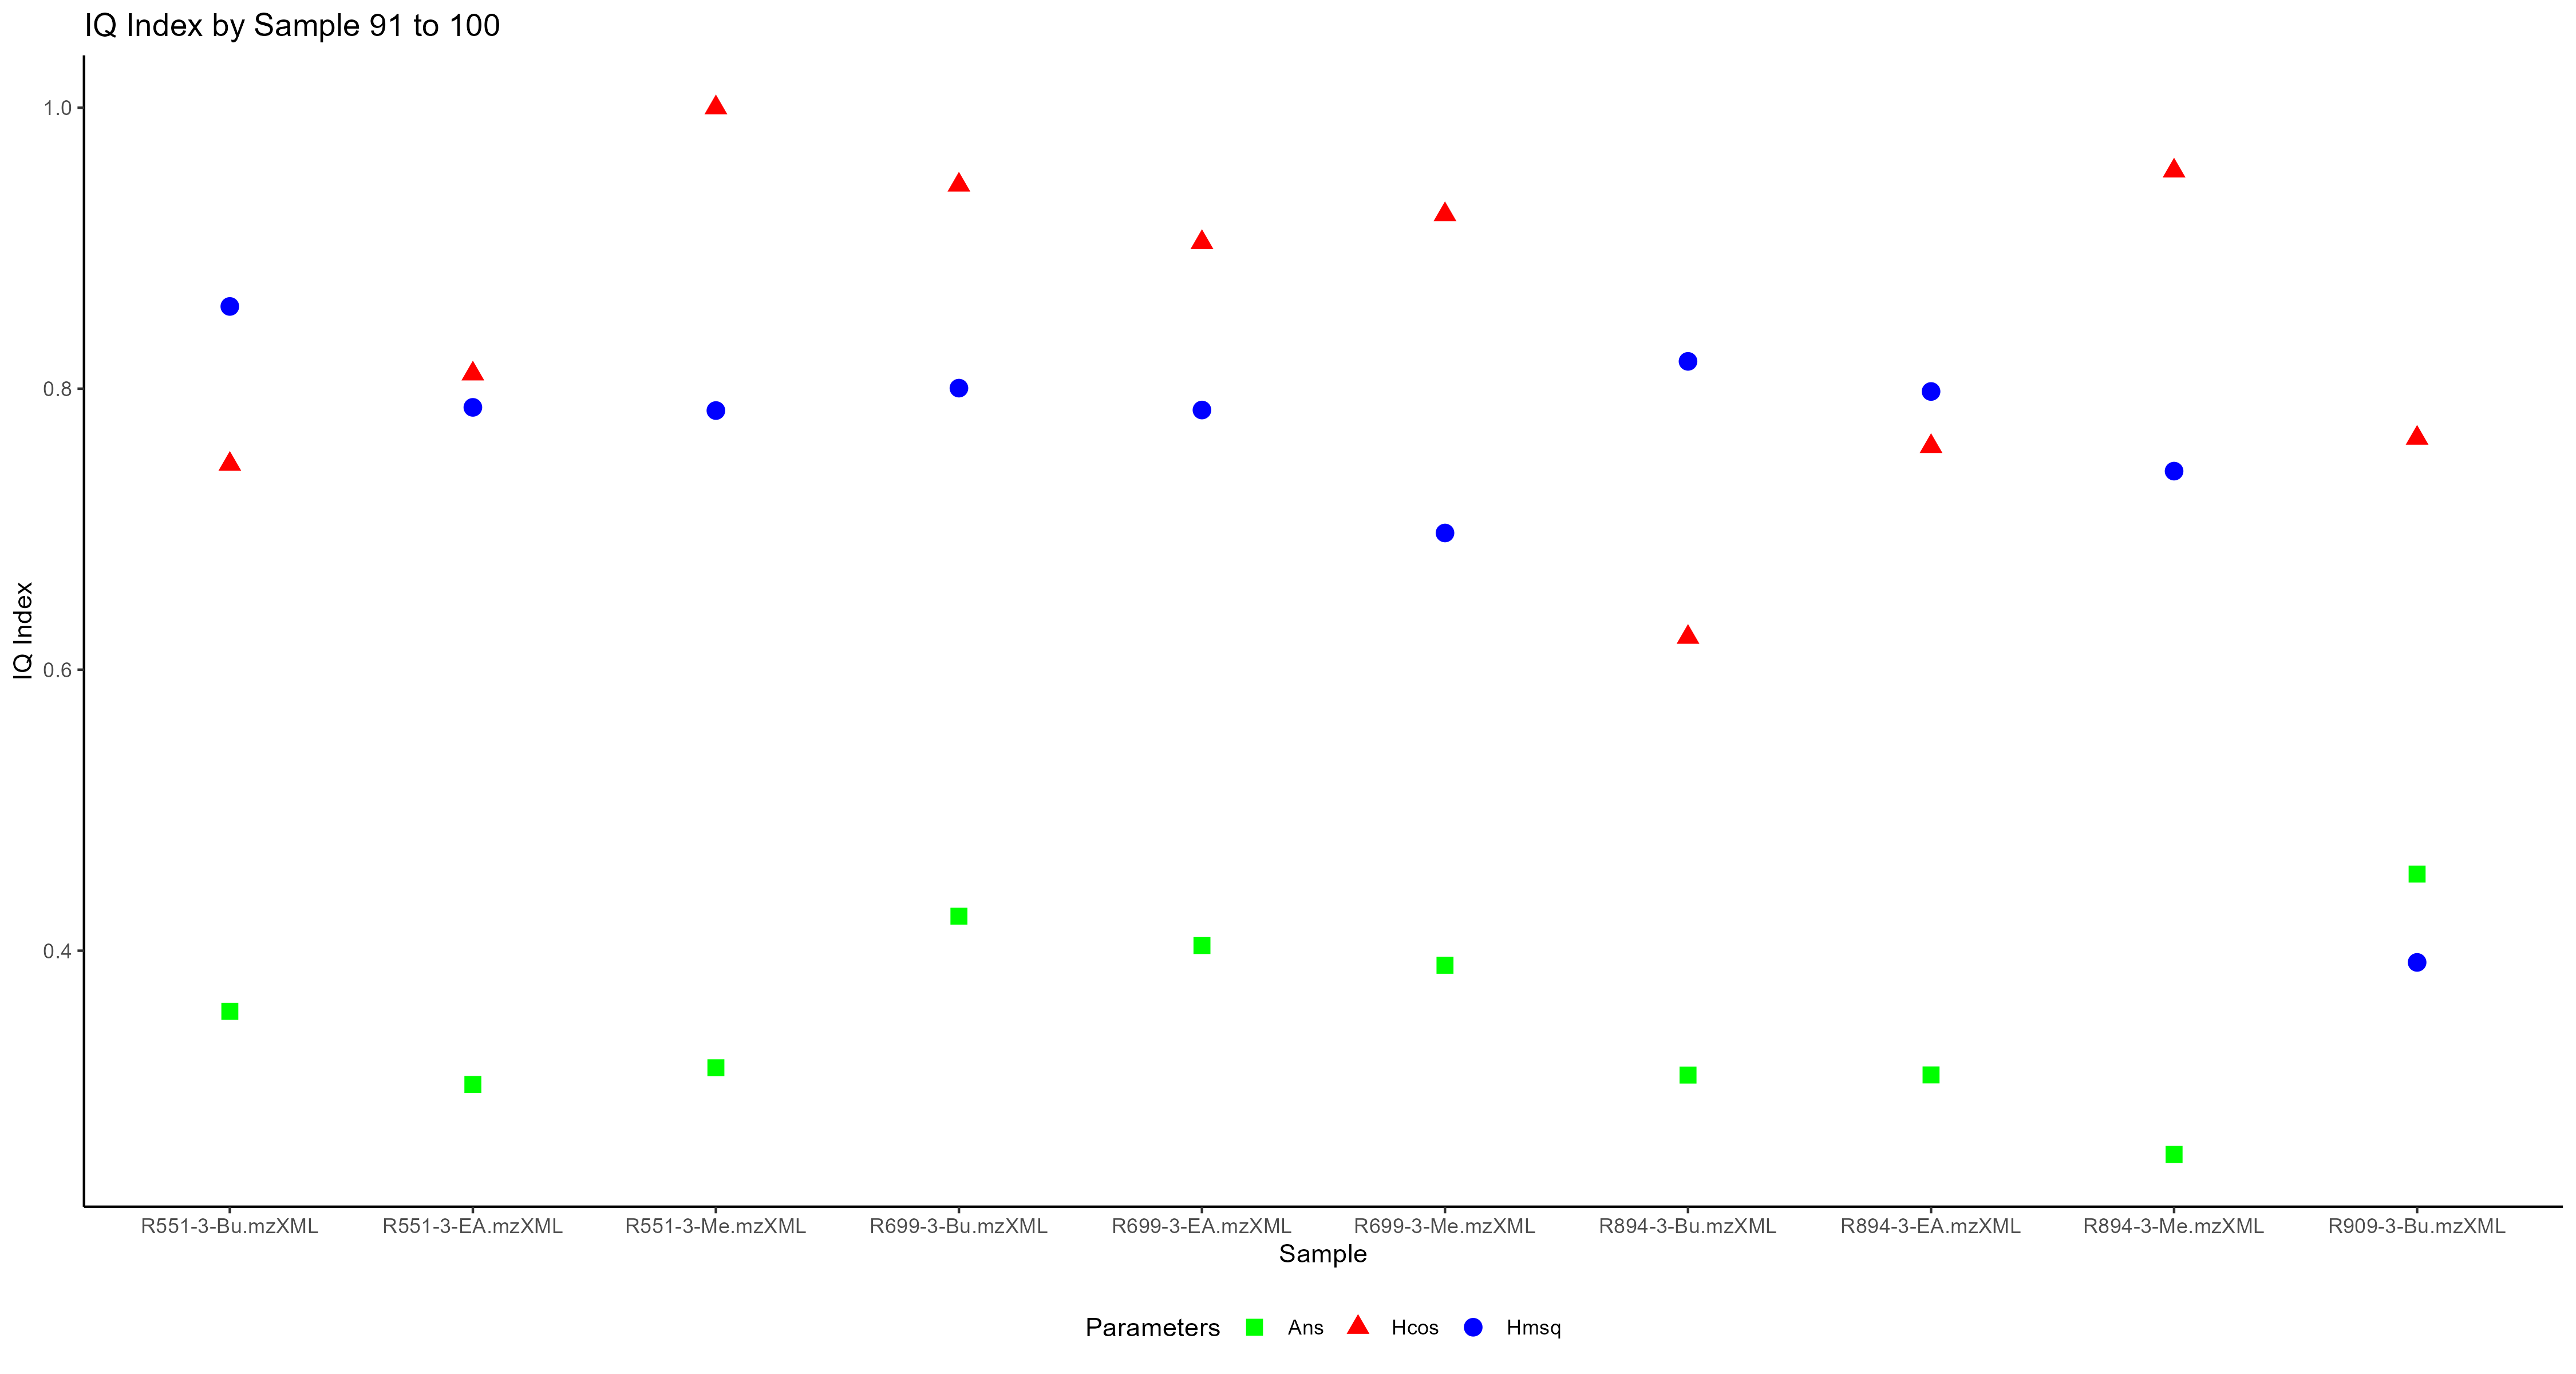 IQ Index by Sample 91 to 100
IQ Index
1.0
0.8
0.6
0.4
R551-3-Bu.mzXML R551-3-EA.mzXML R551-3-Me.mzXML R699-3-Bu.mzXML R699-3-EA.mzXML R699-3-Me.mzXML R894-3-Bu.mzXML R894-3-EA.mzXML R894-3-Me.mzXML R909-3-Bu.mzXML
Sample
Parameters Ans Hcos Hmsq